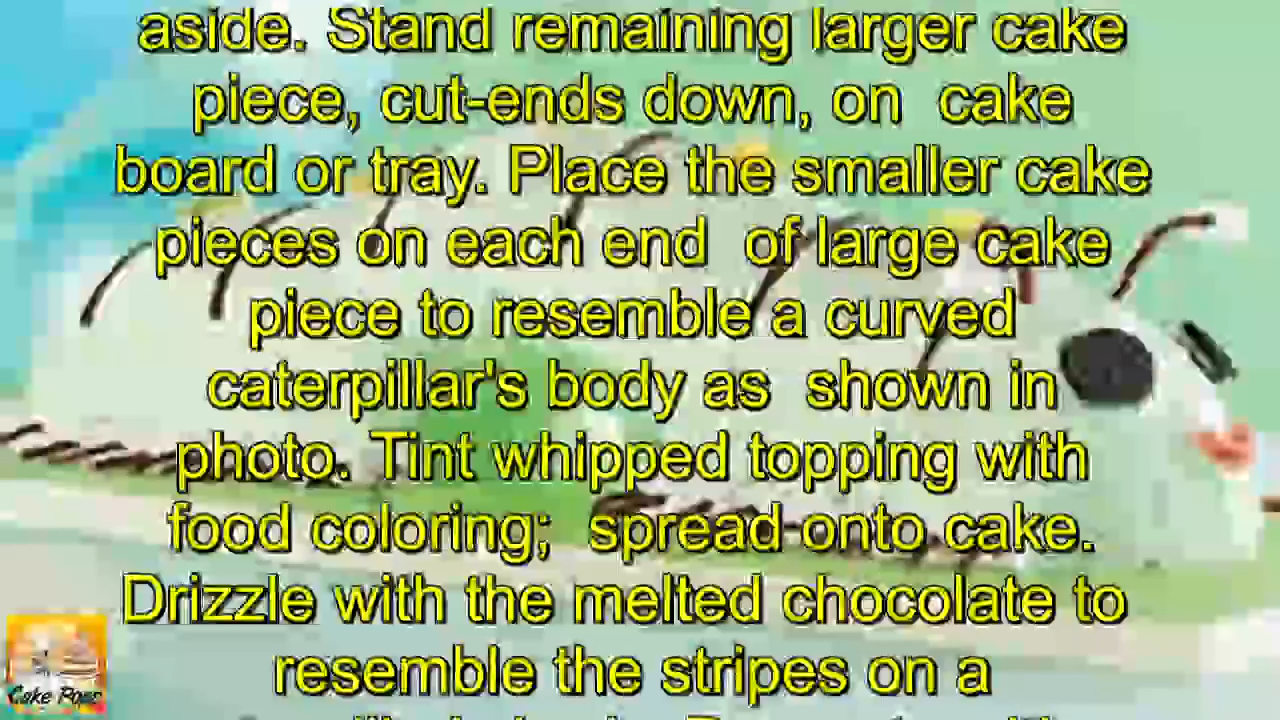 aside. Stand remaining larger cake
piece, cut-ends down, on cake
board or tray. Place the smaller cake
pieces on each end of large cake
piece to resemble a curved
caterpillar's body as shown in
photo. Tint whipped topping with
food coloring; spread onto cake.
Drizzle with the melted chocolate to
resemble the stripes on a
Cake Pops